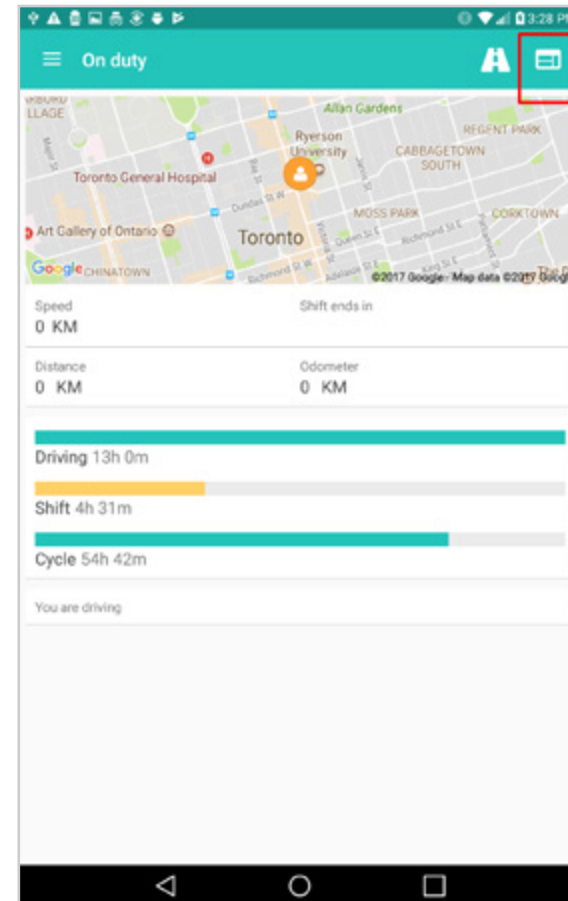 3:28 PM
On duty
LLAGE
Allan Gardens
Ryerson
University
REGENT PARK
CABBAGETOWN
SOUTH
Toronto General Hospital
Dundas St W
MOSS PARK
CORKTOWN
Art Gallery of Ontario
Toronto
Queen St E
Richmond St E
Google CHINATOWN
Richmond St W
Adelaide St E
King St E
©2017 Google - Map data ©2017 Google
Speed
Shift ends in
0 KM
Distance
Odometer
0 KM
0 KM
Driving 13h 0m
Shift 4h 31m
Cycle 54h 42m
You are driving